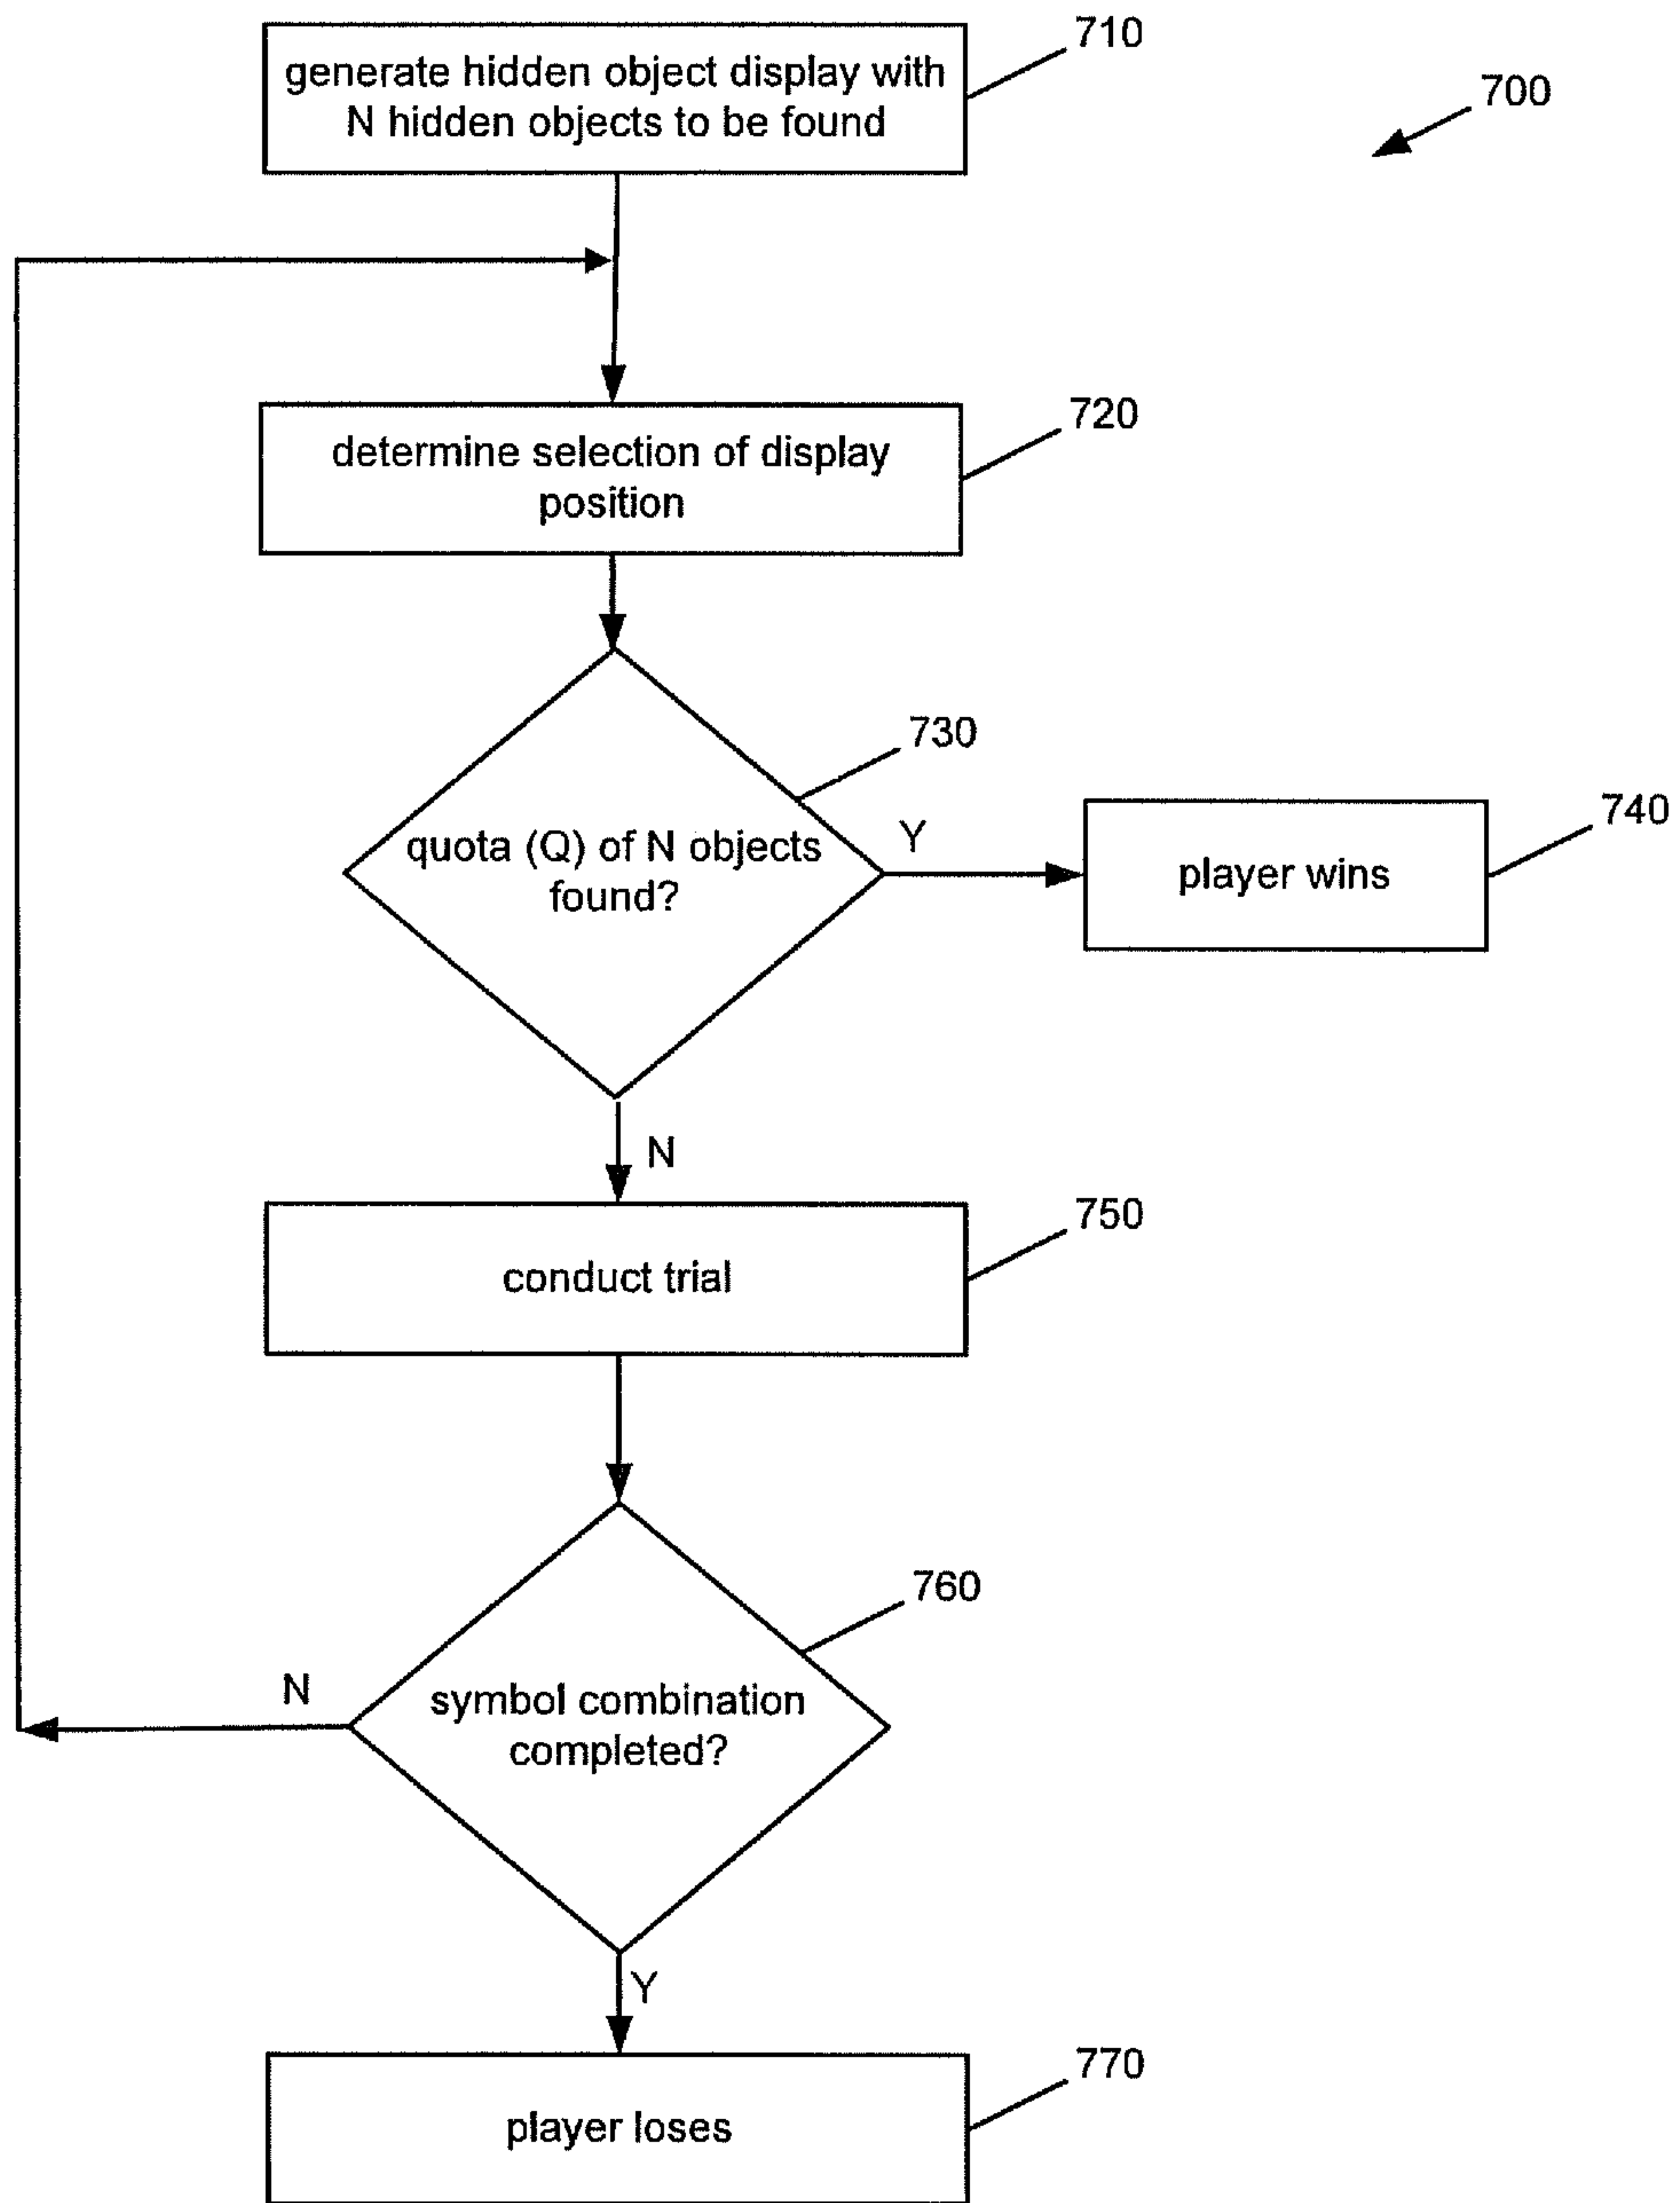 710
generate hidden object display with
N hidden objects to be found
700
720
determine selection of display
position
730
quota (Q) of N objects
found?
Y
740
player wins
N
750
conduct trial
760
symbol combination
completed?
N
Y
770
player loses